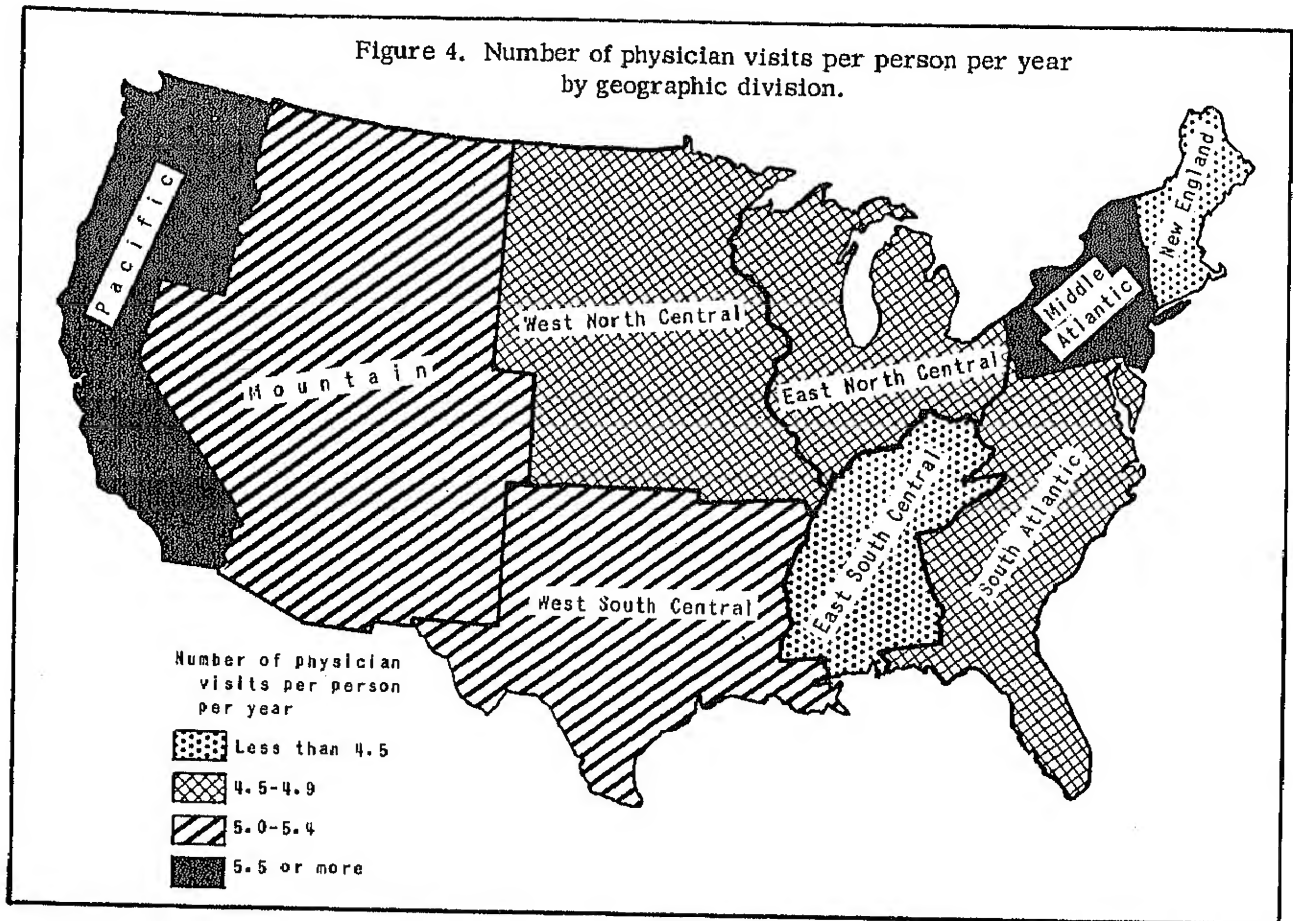 Figure 4. Number of physician visits per person per year
by geographic division.
Pacific
Mountain
West North Central
East North Central
Middle
Atlantic
New England
West South Central
East South Central
South Atlantic
Number of physician
visits per person
per year
Less than 4.5
4.5-4.9
5.0-5.4
5.5 or more